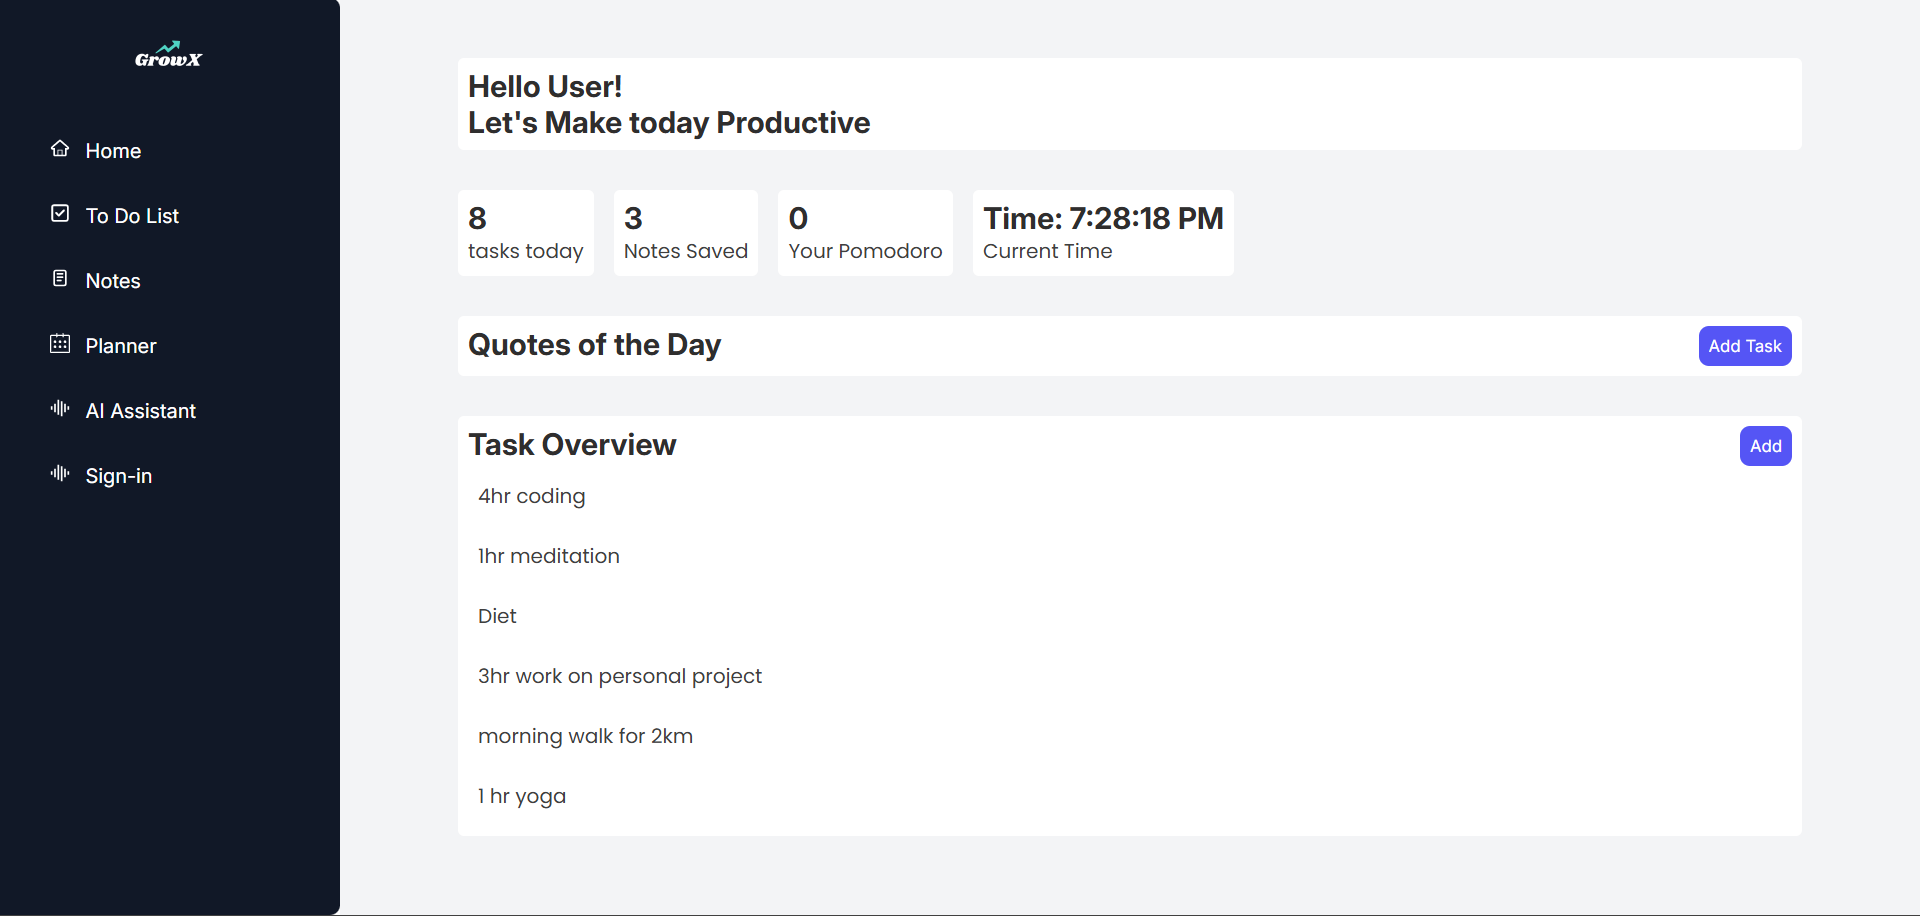 GrowX
Home
To Do List
Notes
Planner
AI Assistant
Sign-in
Hello User!
Let's Make today Productive
8
tasks today
3
Notes Saved
0
Your Pomodoro
Time: 7:28:18 PM
Current Time
Quotes of the Day
Add Task
Task Overview
Add
4hr coding
1hr meditation
Diet
3hr work on personal project
morning walk for 2km
1 hr yoga